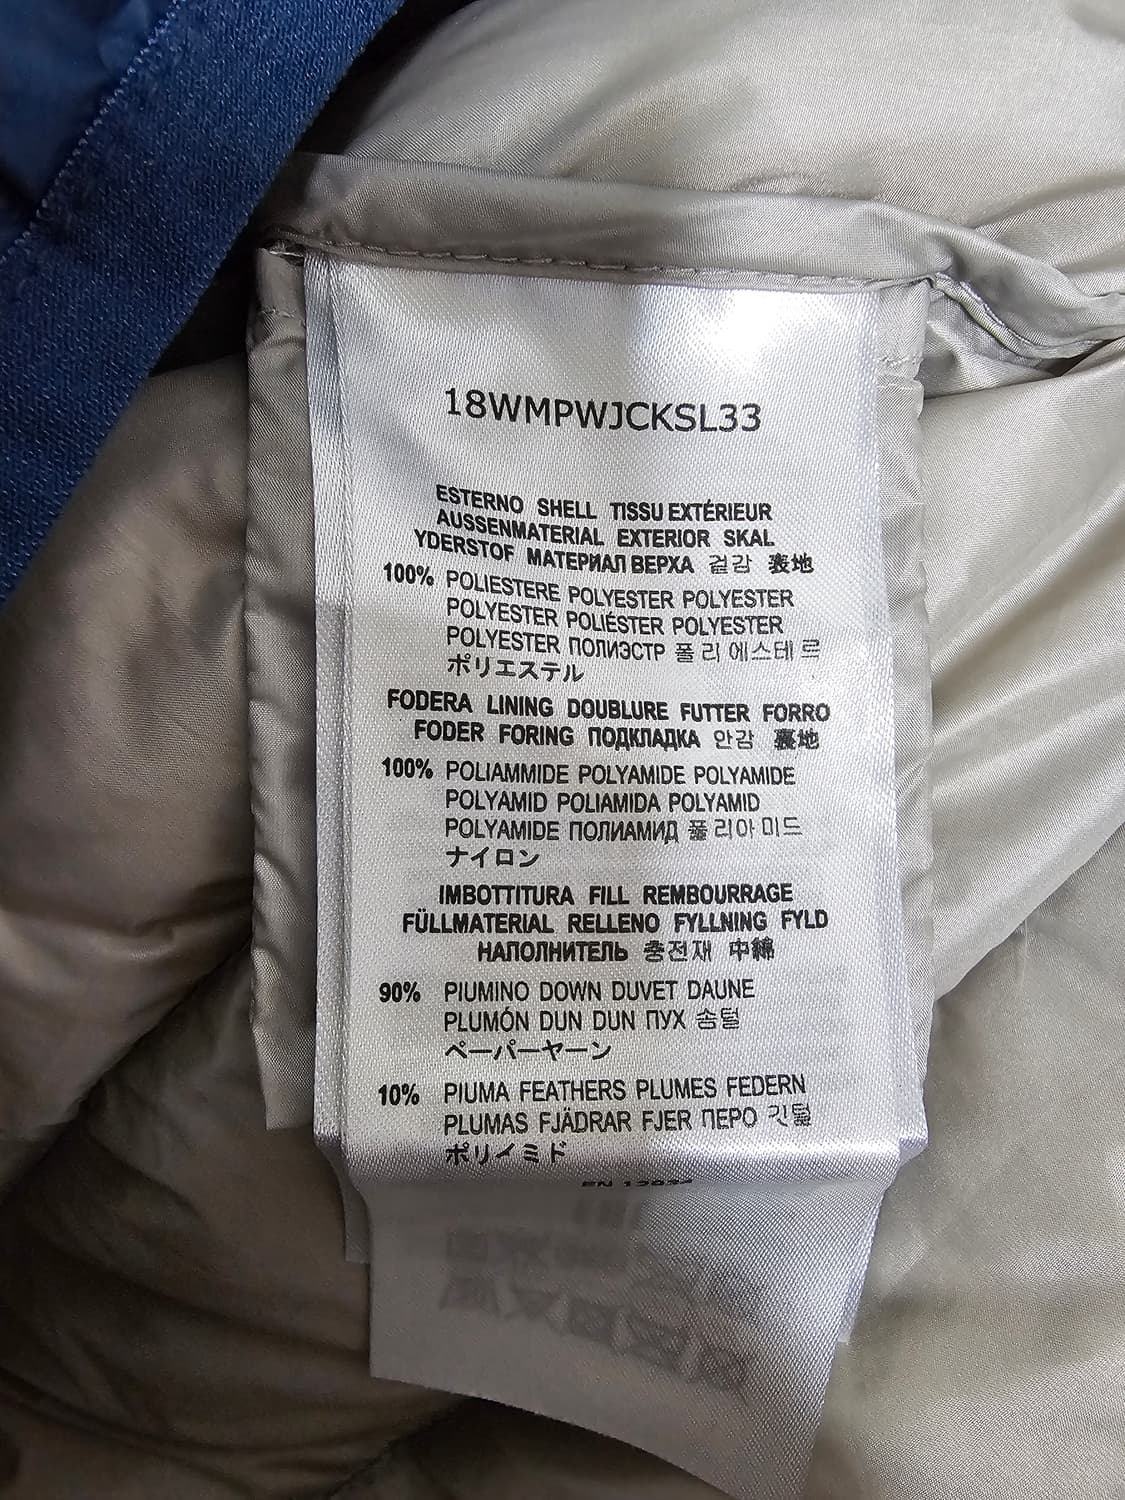 18WMPWJCKSL33
ESTERNO SHELL TISSU EXTÉRIEUR
AUSSENMATERIAL EXTERIOR SKAL
YDERSTOF МАТЕРИАЛ ВЕРХА 겉감 表地
100% POLIESTERE POLYESTER POLYESTER
POLYESTER POLIÉSTER POLYESTER
POLYESTER ПОЛИЭСТР 폴리에스테르
ポリエステル
FODERA LINING DOUBLURE FUTTER FORRO
FODER FORING ПОДКЛАДКА 안감 裏地
100% POLIAMMIDE POLYAMIDE POLYAMIDE
POLYAMID POLIAMIDA POLYAMID
POLYAMIDE ПОЛИАМИД 폴리아미드
ナイロン
IMBOTTITURA FILL REMBOURRAGE
FÜLLMATERIAL RELLENO FYLLNING FYLD
НАПОЛНИТЕЛЬ 충전재 中綿
90% PIUMINO DOWN DUVET DAUNE
PLUMÓN DUN DUN ПУХ 솜털
ペーパーヤーン
10% PIUMA FEATHERS PLUMES FEDERN
PLUMAS FJÄDRAR FJER ПЕРО 깃털
ポリイミド
EN 12934